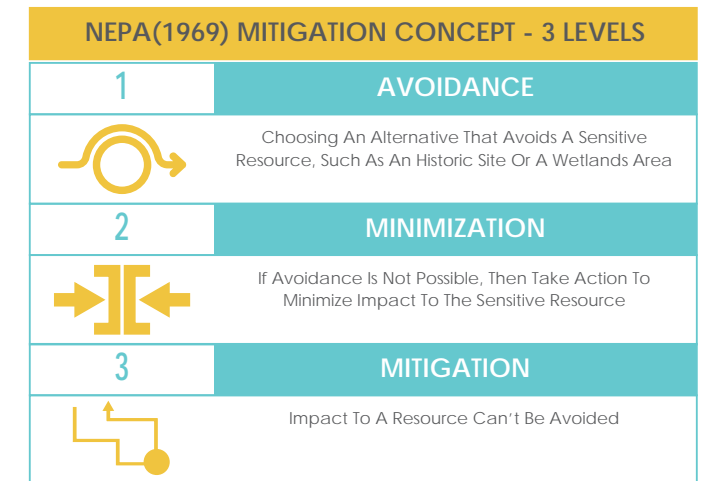 NEPA(1969) MITIGATION CONCEPT - 3 LEVELS
1
AVOIDANCE
Choosing An Alternative That Avoids A Sensitive
Resource, Such As An Historic Site Or A Wetlands Area
2
MINIMIZATION
If Avoidance Is Not Possible, Then Take Action To
Minimize Impact To The Sensitive Resource
3
MITIGATION
Impact To A Resource Can't Be Avoided